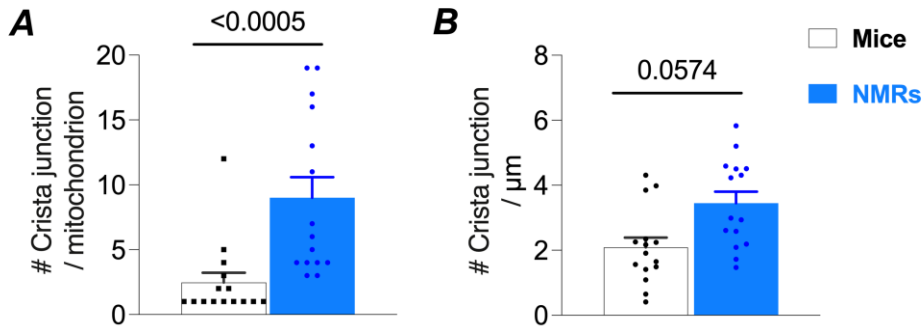 A
<0.0005
# Crista junction
/ mitochondrion
20
15
10
5
0
B
0.0574
# Crista junction
/ µm
8
6
4
2
0
Mice
NMRs